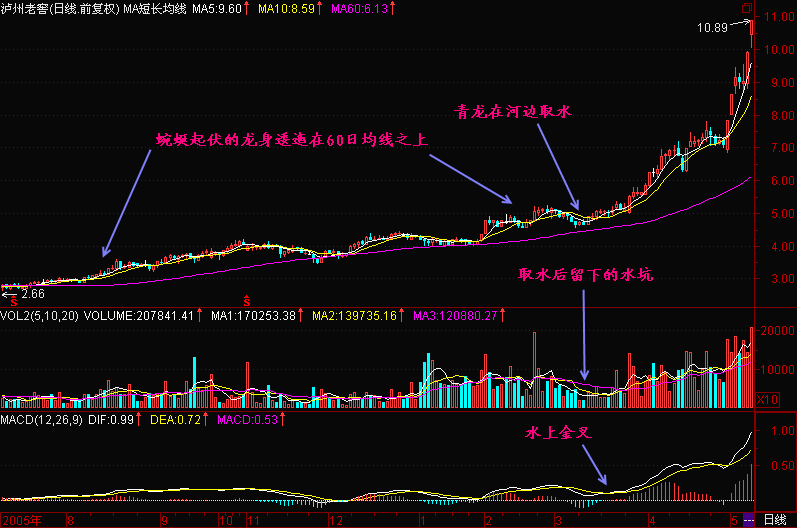 泸州老窖(日线.前复权) MA短长均线 MA5:9.60↑ MA10:8.59↑ MA60:6.13↑
11.00
10.89
10.00
9.00
青龙在河边取水
8.00
蜿蜒起伏的龙身逶迤在60日均线之上
7.00
6.00
5.00
4.00
取水后留下的水坑
3.00
2.66
S
S
VOL2(5,10,20) VOLUME:207841.41↑ MA1:170253.38↑ MA2:139735.16↑ MA3:120880.27↑
20000
10000
X10
MACD(12,26,9) DIF:0.99↑ DEA:0.72↑ MACD:0.53↑
水上金叉
1.00
0.50
2005年 8 9 10 11 12 1 2 3 4 5 日线